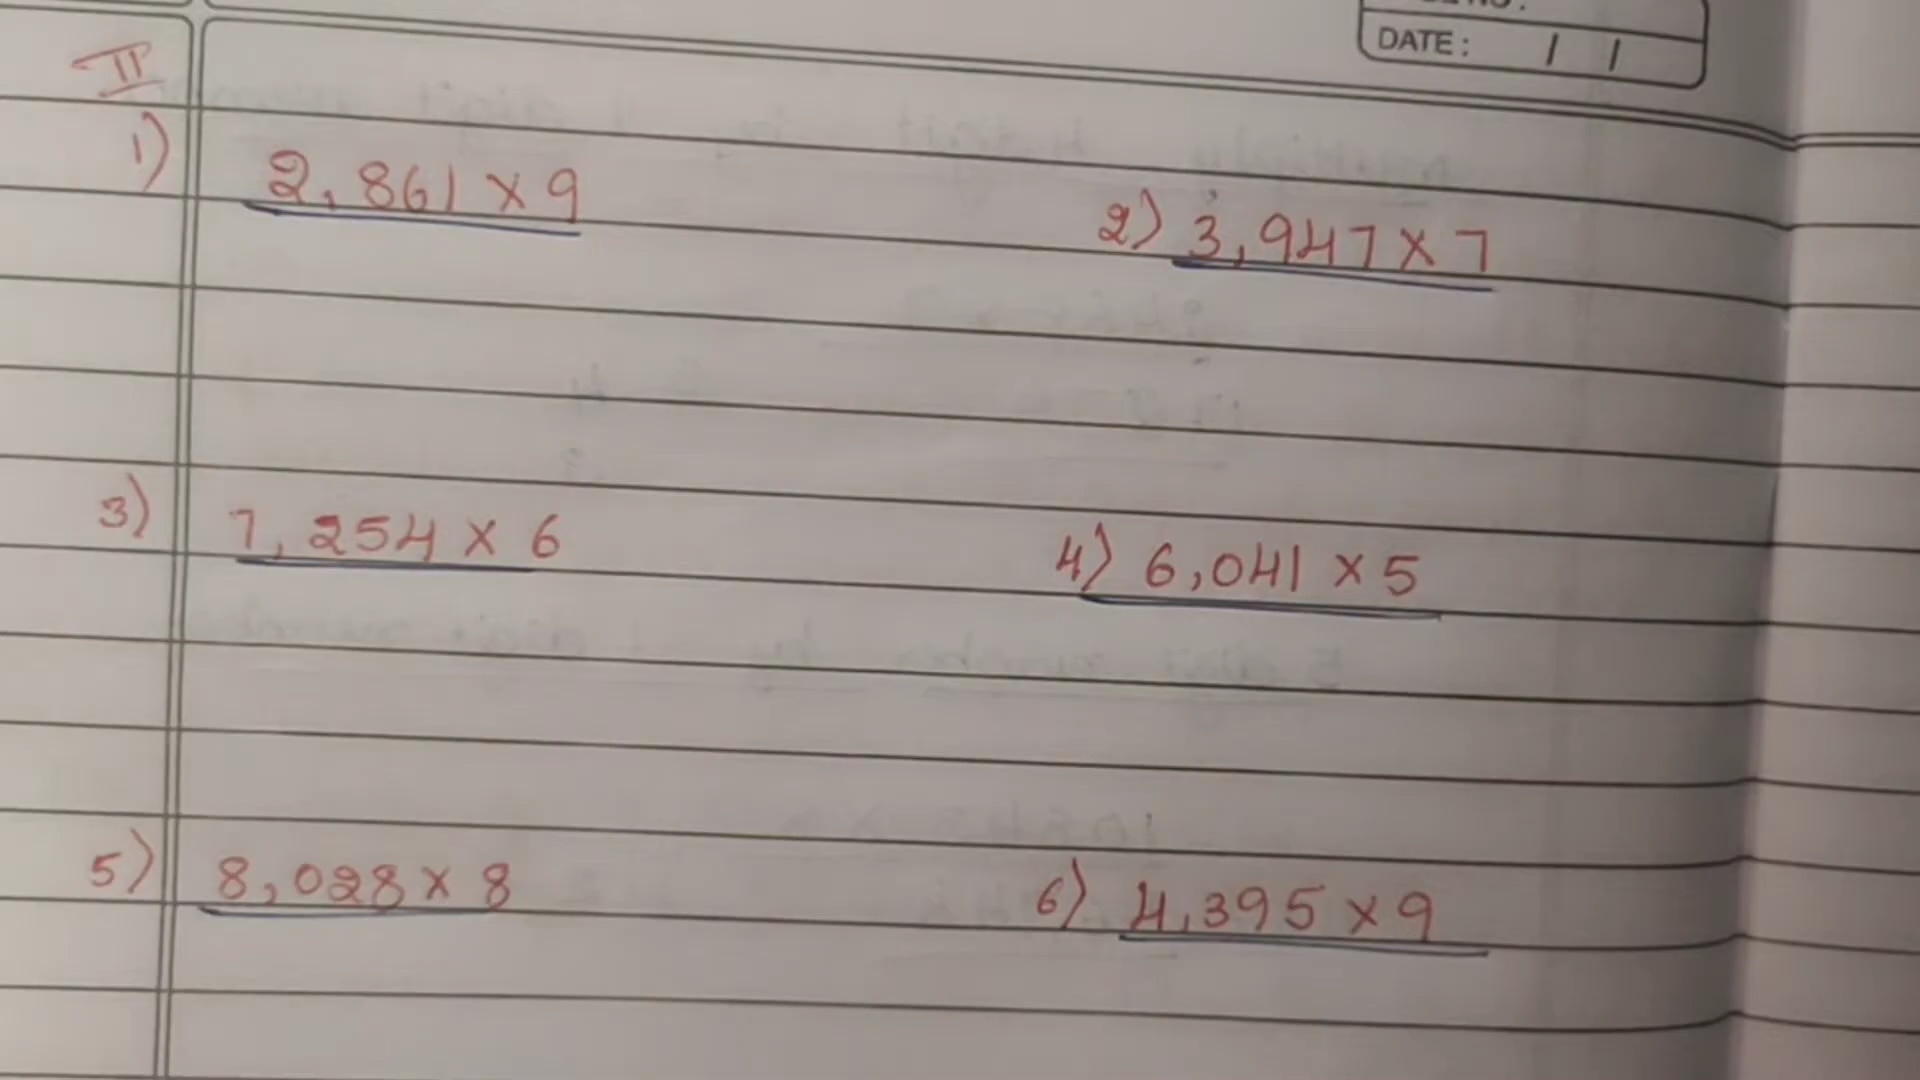 DATE: / /
II
1) 2,861 x 9
2) 3,947 x 7
3) 7,254 x 6
4) 6,041 x 5
5) 8,028 x 8
6) 4,395 x 9